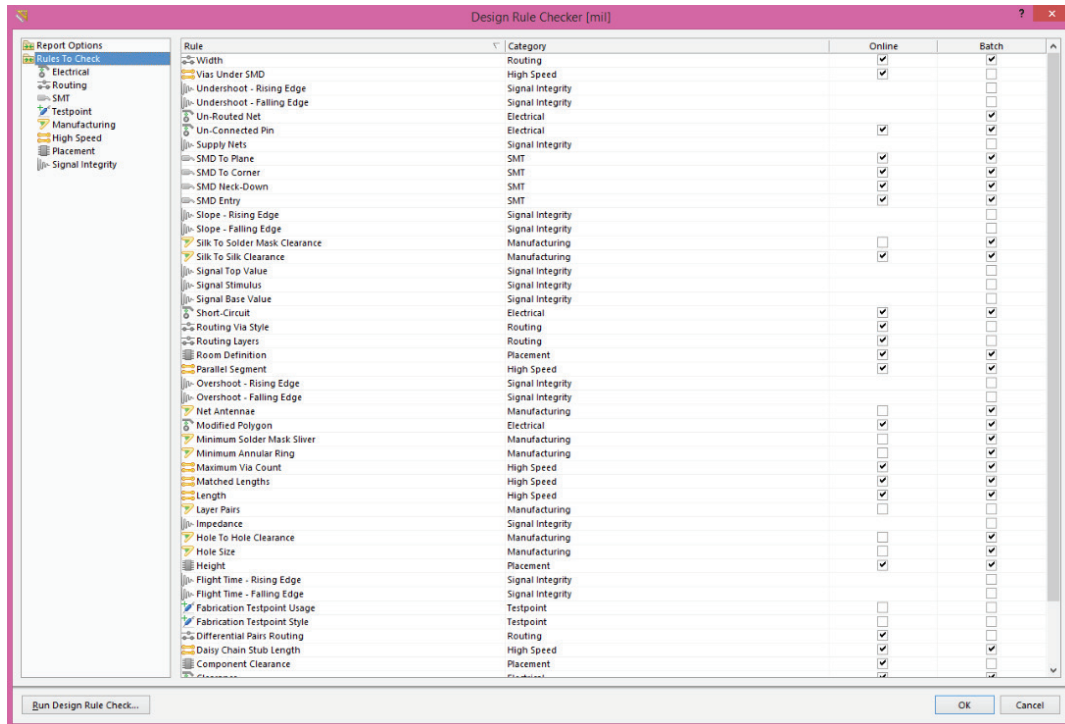 Design Rule Checker [mil]
? ×
Report Options
Rules To Check
Electrical
Routing
SMT
Testpoint
Manufacturing
High Speed
Placement
Signal Integrity
Rule Category Online Batch
Width Routing
Vias Under SMD High Speed
Undershoot - Rising Edge Signal Integrity
Undershoot - Falling Edge Signal Integrity
Un-Routed Net Electrical
Un-Connected Pin Electrical
Supply Nets Signal Integrity
SMD To Plane SMT
SMD To Corner SMT
SMD Neck-Down SMT
SMD Entry SMT
Slope - Rising Edge Signal Integrity
Slope - Falling Edge Signal Integrity
Silk To Solder Mask Clearance Manufacturing
Silk To Silk Clearance Manufacturing
Signal Top Value Signal Integrity
Signal Stimulus Signal Integrity
Signal Base Value Signal Integrity
Short-Circuit Electrical
Routing Via Style Routing
Routing Layers Routing
Room Definition Placement
Parallel Segment High Speed
Overshoot - Rising Edge Signal Integrity
Overshoot - Falling Edge Signal Integrity
Net Antennae Manufacturing
Modified Polygon Electrical
Minimum Solder Mask Sliver Manufacturing
Minimum Annular Ring Manufacturing
Maximum Via Count High Speed
Matched Lengths High Speed
Length High Speed
Layer Pairs Manufacturing
Impedance Signal Integrity
Hole To Hole Clearance Manufacturing
Hole Size Manufacturing
Height Placement
Flight Time - Rising Edge Signal Integrity
Flight Time - Falling Edge Signal Integrity
Fabrication Testpoint Usage Testpoint
Fabrication Testpoint Style Testpoint
Differential Pairs Routing Routing
Daisy Chain Stub Length High Speed
Component Clearance Placement
Clearance Electrical
Run Design Rule Check... OK Cancel